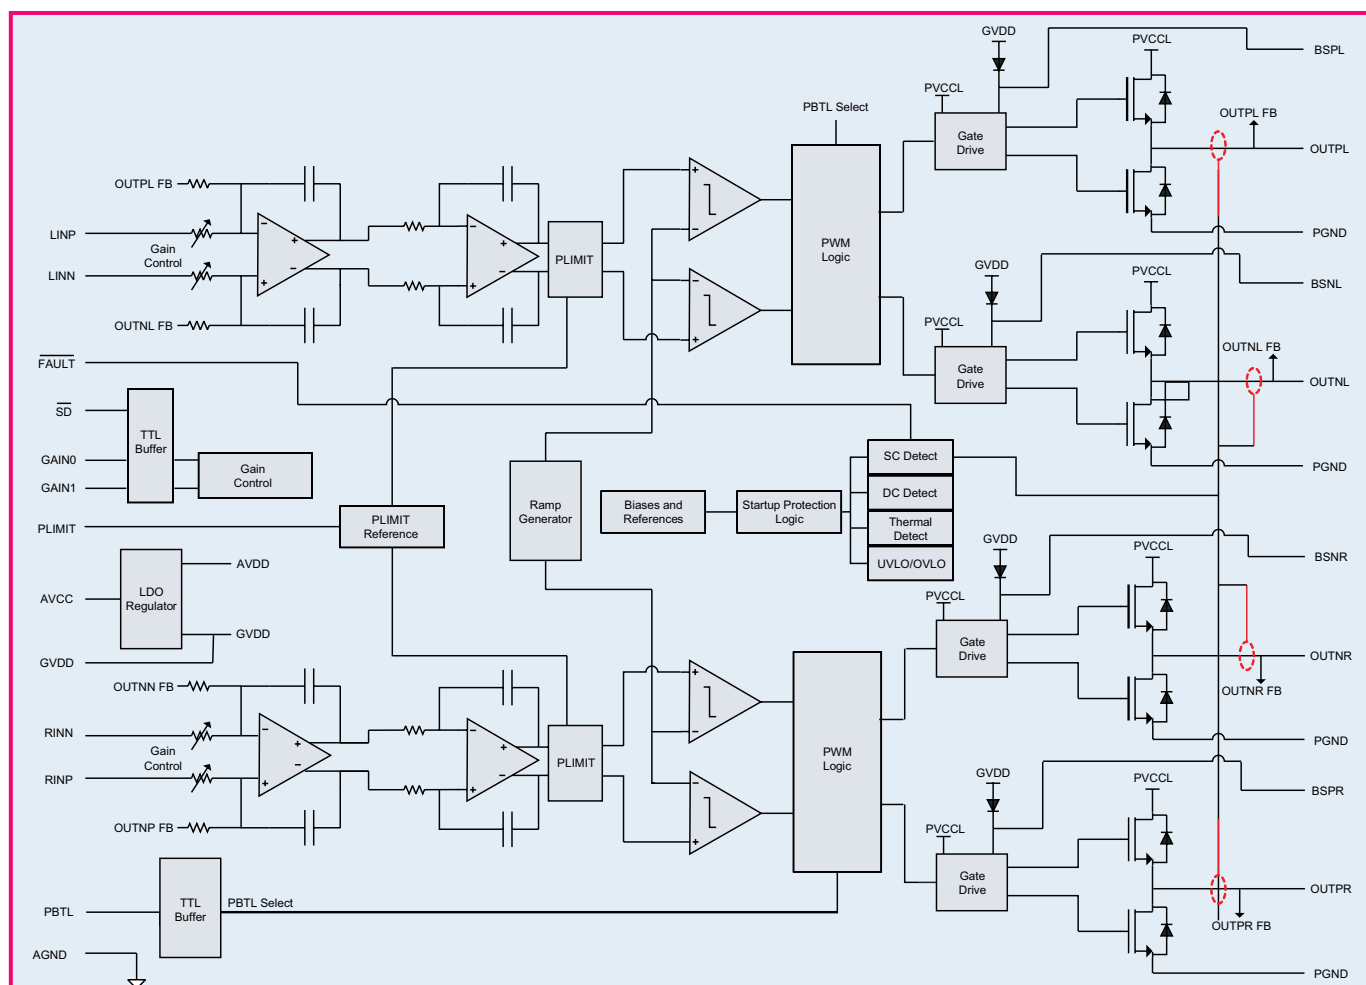 GVDD
PVCCL
BSPL
PVCCL
PBTL Select
OUTPL FB
Gate
Drive
OUTPL
OUTPL FB
LINP
Gain
Control
LINN
OUTNL FB
- + + -
- + + -
PLIMIT
+ -
- +
PWM
Logic
PGND
GVDD
PVCCL
BSNL
PVCCL
Gate
Drive
OUTNL FB
OUTNL
PGND
FAULT
SD
GAIN0
GAIN1
TTL
Buffer
Gain
Control
PLIMIT
PLIMIT
Reference
Ramp
Generator
Biases and
References
Startup Protection
Logic
SC Detect
DC Detect
Thermal
Detect
UVLO/OVLO
AVCC
LDO
Regulator
AVDD
GVDD
GVDD
GVDD
PVCCL
BSNR
PVCCL
Gate
Drive
OUTNR
OUTNR FB
PGND
OUTNN FB
RINN
Gain
Control
RINP
OUTNP FB
- + + -
- + + -
PLIMIT
+ -
- +
PWM
Logic
GVDD
PVCCL
BSPR
PVCCL
Gate
Drive
OUTPR
OUTPR FB
PGND
PBTL
TTL
Buffer
PBTL Select
AGND